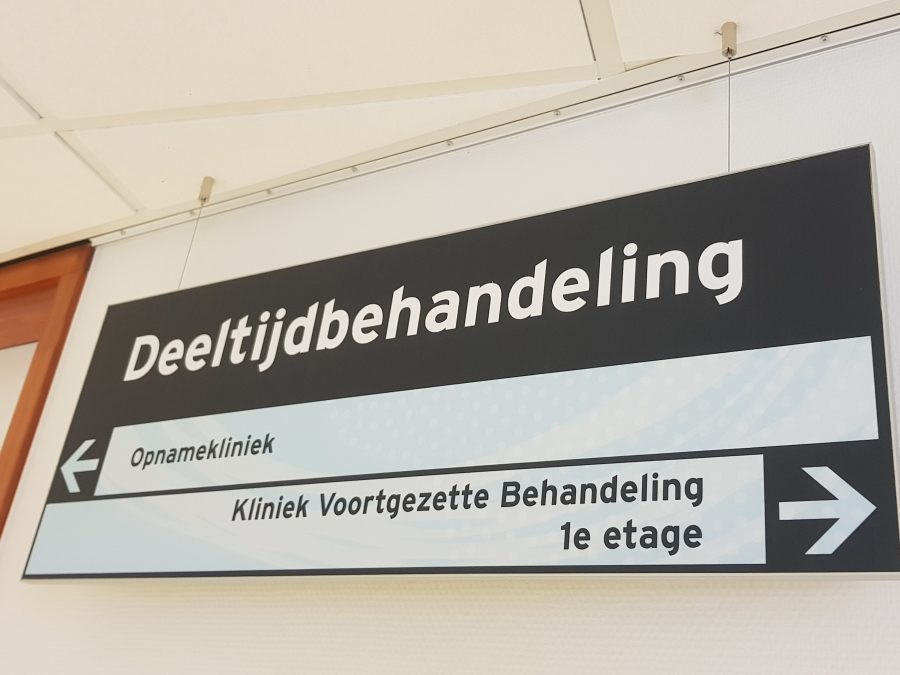 Deeltijdbehandeling
Opnamekliniek
Kliniek Voortgezette Behandeling
1e etage